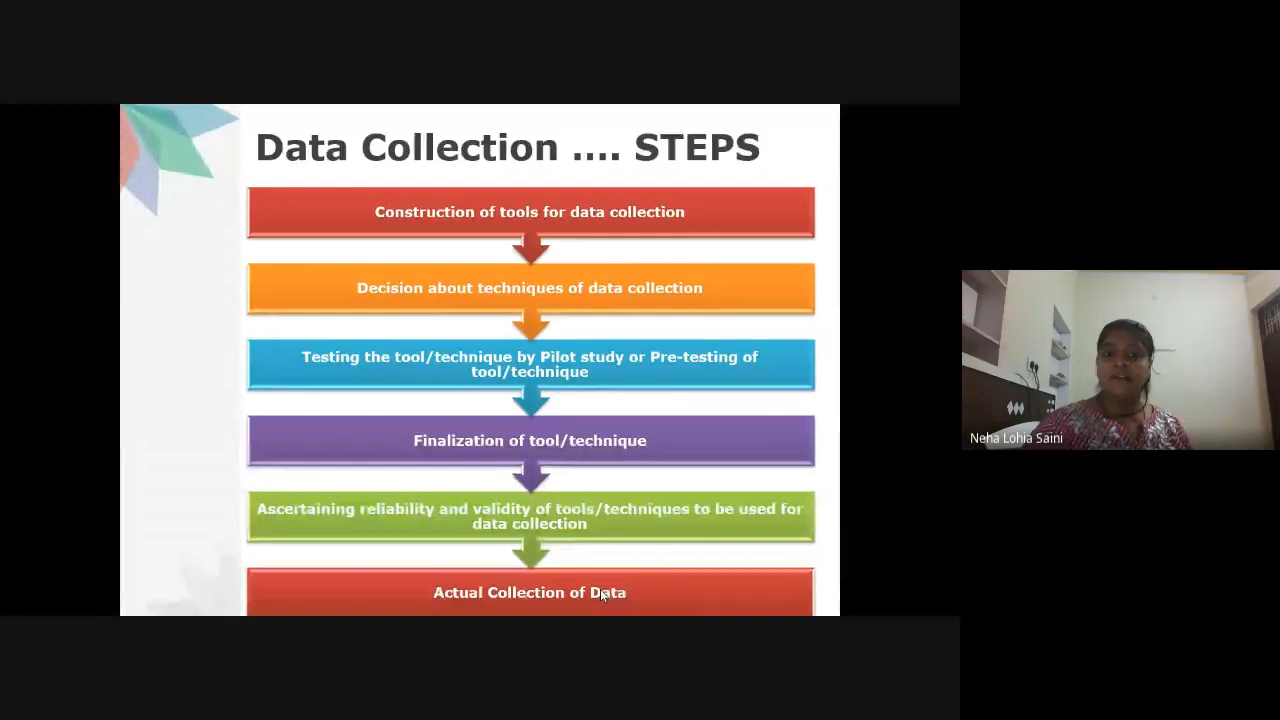 Data Collection .... STEPS
Construction of tools for data collection
Decision about techniques of data collection
Testing the tool/technique by Pilot study or Pre-testing of
tool/technique
Finalization of tool/technique
Ascertaining reliability and validity of tools/techniques to be used for
data collection
Actual Collection of Data
Neha Lohia Saini